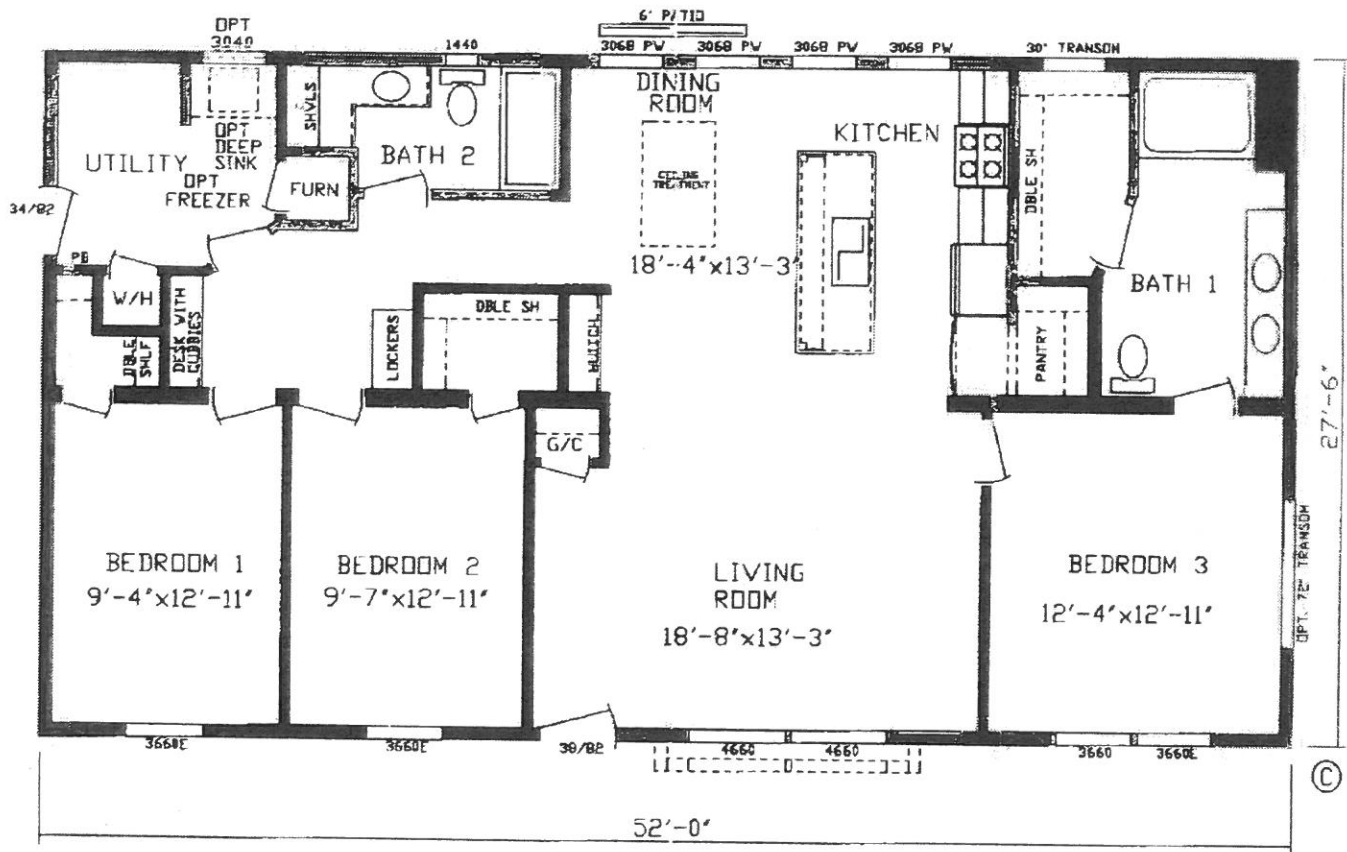 6' PATIO
OPT
3040
1440
3068 PW
3068 PW
3068 PW
3068 PW
30" TRANSOM
DINING
ROOM
SHVLS
KITCHEN
OPT
DEEP
SINK
UTILITY
BATH 2
OPT
FREEZER
FURN
CEILING
TREATMENT
DBLE SH
34/82
PB
18'-4"x13'-3"
BATH 1
W/H
DESK WITH
CUBBIES
DBLE SH
LOCKERS
HUTCH
DBLE
SHLF
PANTRY
27'-6"
G/C
BEDROOM 1
9'-4"x12'-11"
BEDROOM 2
9'-7"x12'-11"
LIVING
ROOM
18'-8"x13'-3"
BEDROOM 3
12'-4"x12'-11"
OPT. 72" TRANSOM
3660E
3660E
38/82
4660
4660
3660
3660E
©
52'-0"